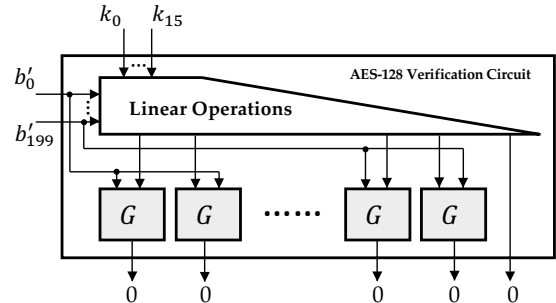 k₀ k₁₅
AES-128 Verification Circuit
b′₀
Linear Operations
b′₁₉₉
G G G G
0 0 0 0 0